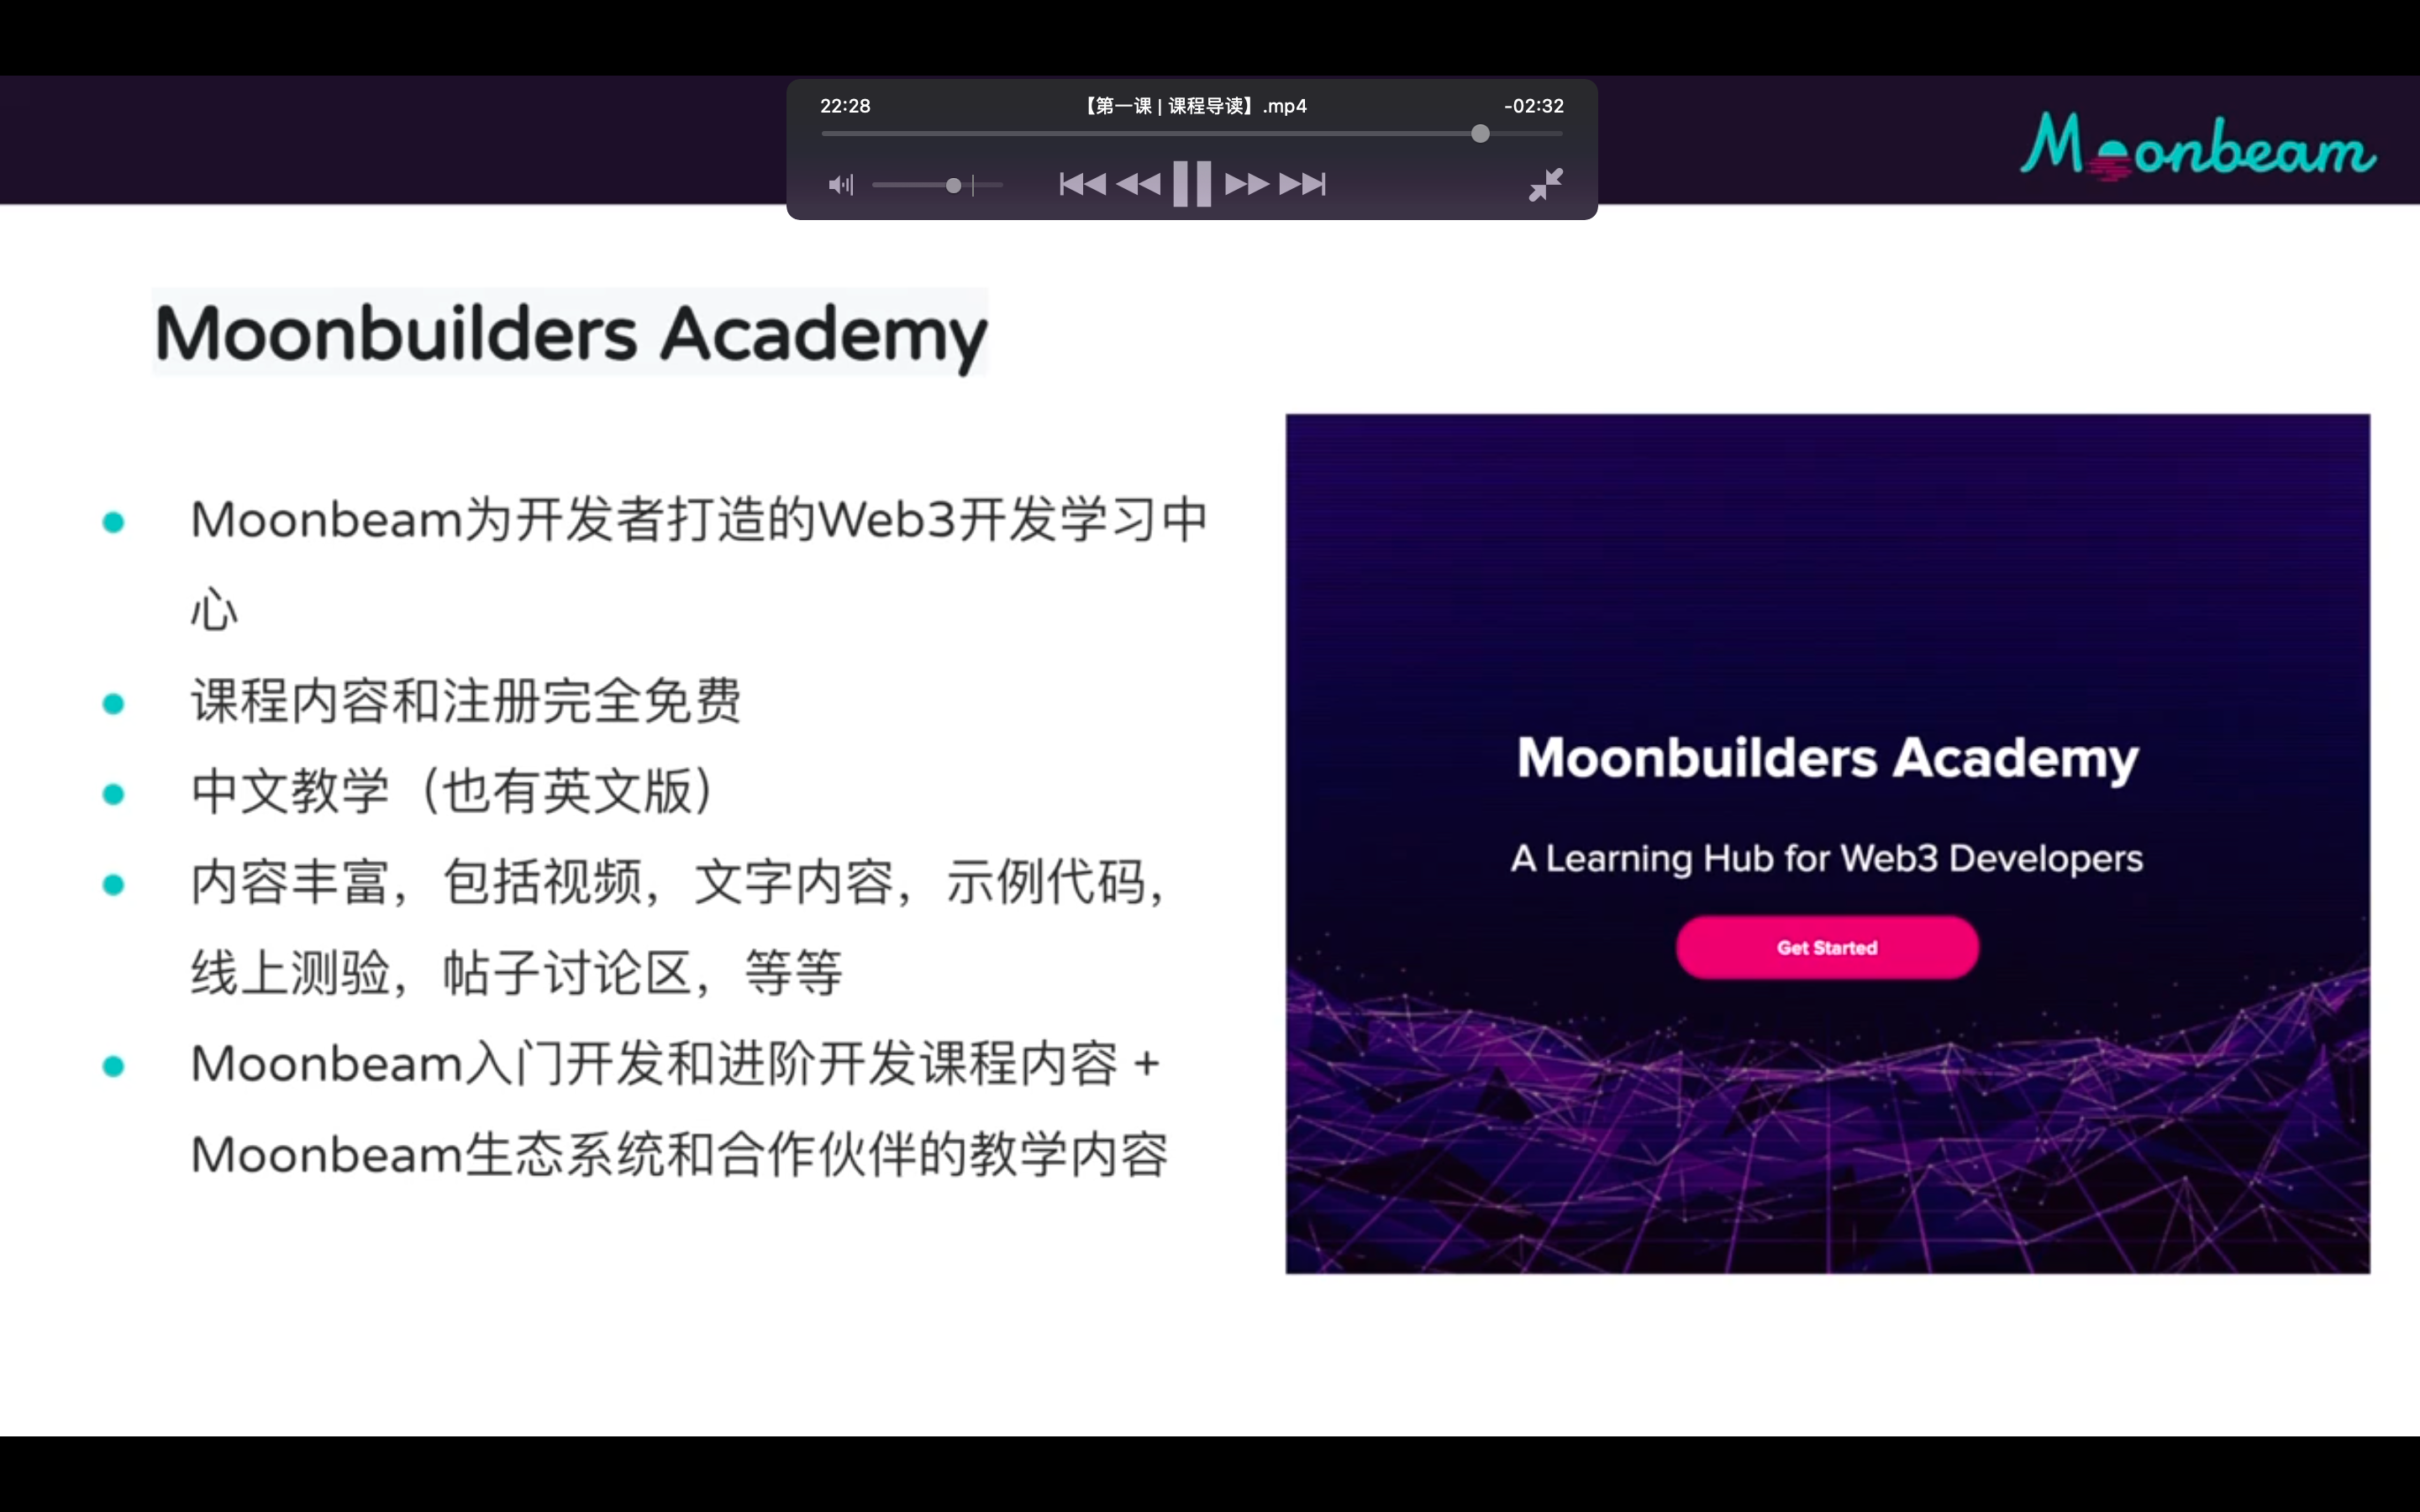 22:28
【第一课 | 课程导读】.mp4
-02:32
Moonbeam
Moonbuilders Academy
Moonbeam为开发者打造的Web3开发学习中
心
课程内容和注册完全免费
中文教学（也有英文版）
内容丰富，包括视频，文字内容，示例代码，
线上测验，帖子讨论区，等等
Moonbeam入门开发和进阶开发课程内容 +
Moonbeam生态系统和合作伙伴的教学内容
Moonbuilders Academy
A Learning Hub for Web3 Developers
Get Started